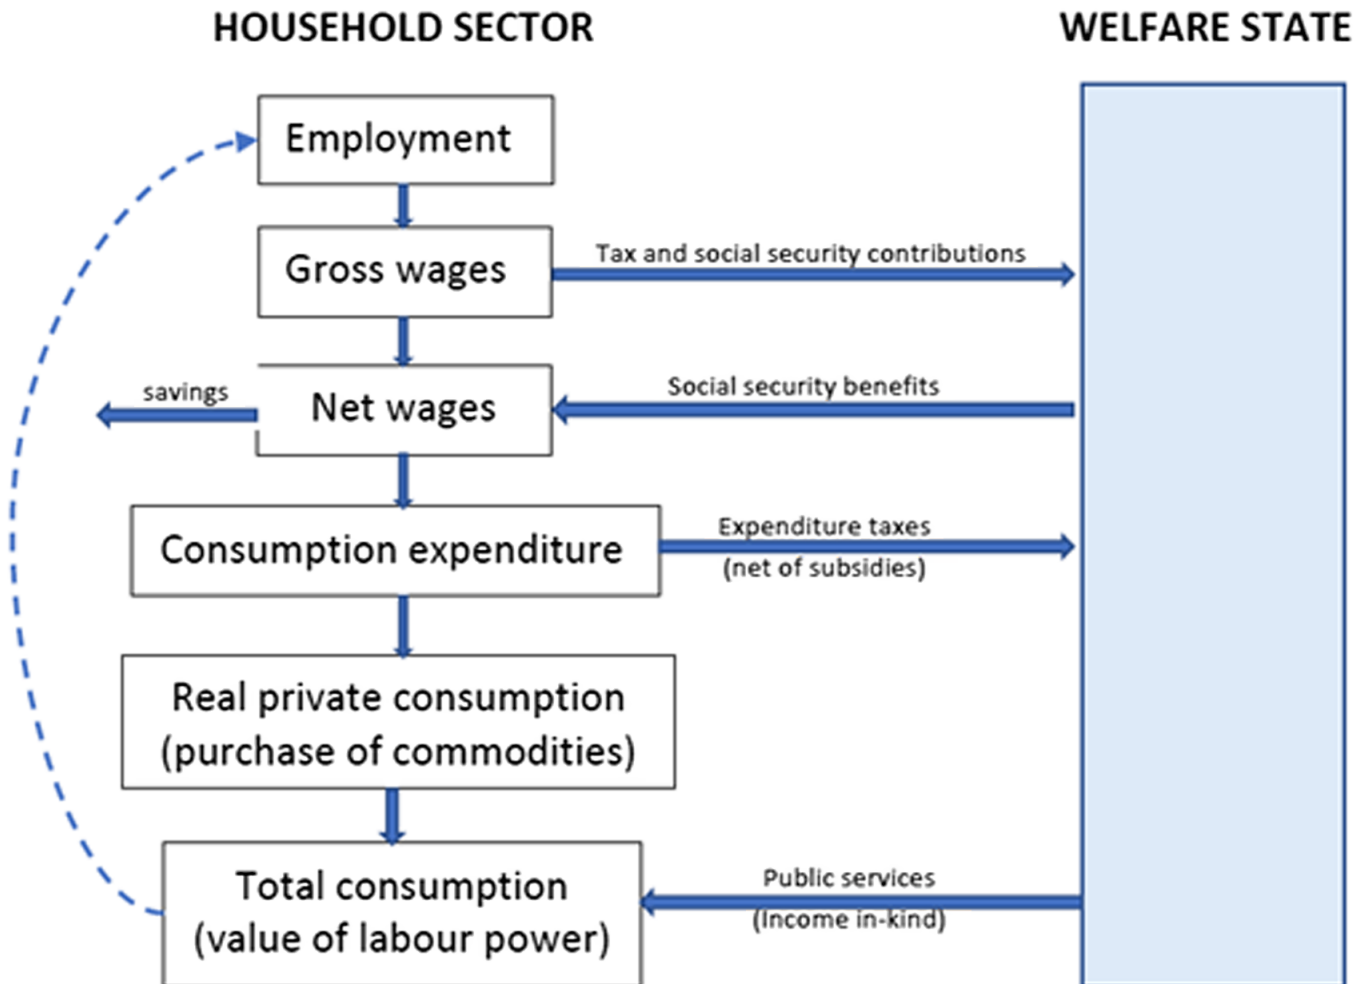 HOUSEHOLD SECTOR
WELFARE STATE
Employment
Gross wages
Tax and social security contributions
savings
Net wages
Social security benefits
Consumption expenditure
Expenditure taxes
(net of subsidies)
Real private consumption
(purchase of commodities)
Total consumption
(value of labour power)
Public services
(Income in-kind)